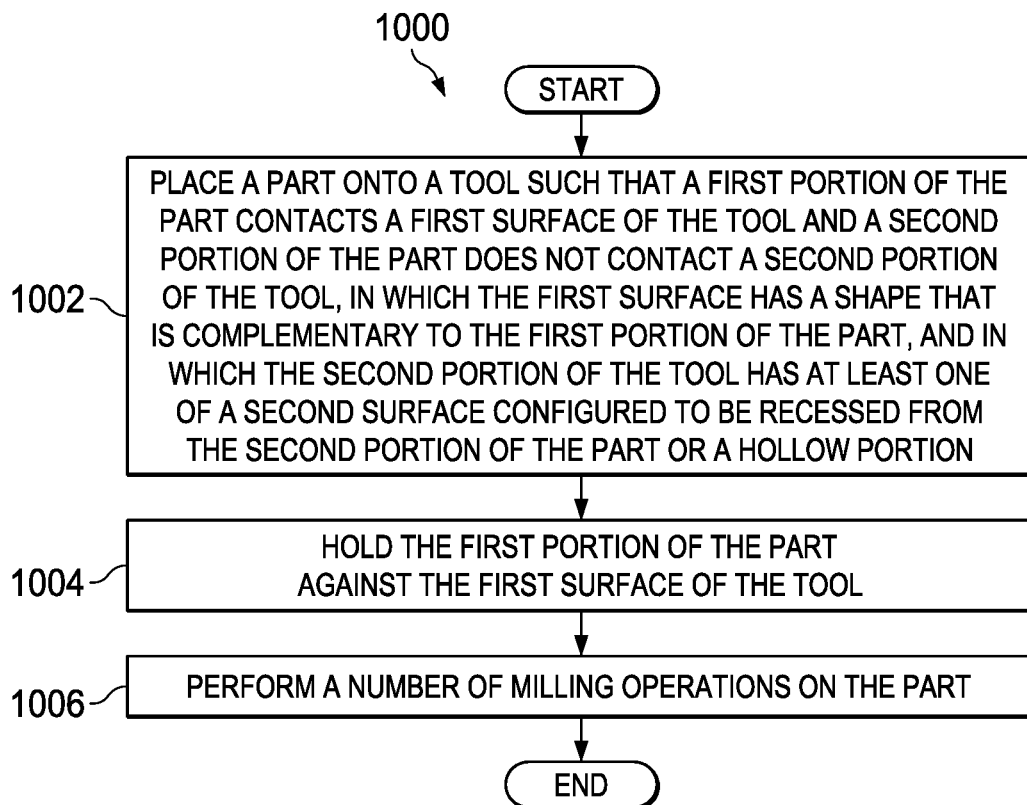 1000
START
PLACE A PART ONTO A TOOL SUCH THAT A FIRST PORTION OF THE
PART CONTACTS A FIRST SURFACE OF THE TOOL AND A SECOND
PORTION OF THE PART DOES NOT CONTACT A SECOND PORTION
OF THE TOOL, IN WHICH THE FIRST SURFACE HAS A SHAPE THAT
IS COMPLEMENTARY TO THE FIRST PORTION OF THE PART, AND IN
WHICH THE SECOND PORTION OF THE TOOL HAS AT LEAST ONE
OF A SECOND SURFACE CONFIGURED TO BE RECESSED FROM
THE SECOND PORTION OF THE PART OR A HOLLOW PORTION
1002
HOLD THE FIRST PORTION OF THE PART
AGAINST THE FIRST SURFACE OF THE TOOL
1004
PERFORM A NUMBER OF MILLING OPERATIONS ON THE PART
1006
END